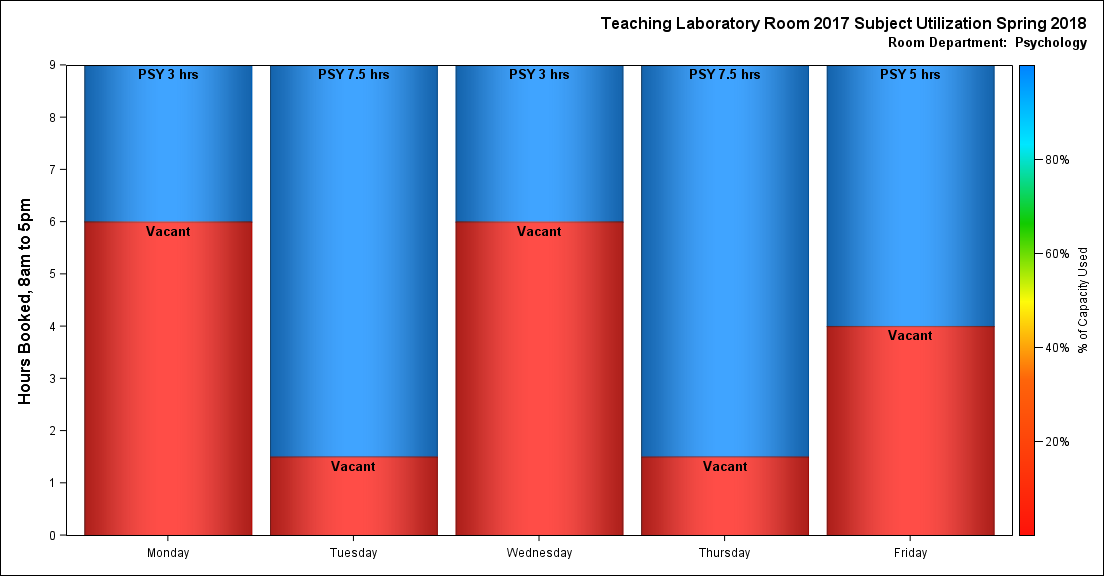 Teaching Laboratory Room 2017 Subject Utilization Spring 2018
Room Department: Psychology
Hours Booked, 8am to 5pm
9
8
7
6
5
4
3
2
1
0
PSY 3 hrs
PSY 7.5 hrs
PSY 3 hrs
PSY 7.5 hrs
PSY 5 hrs
Vacant
Vacant
Vacant
Vacant
Vacant
Monday
Tuesday
Wednesday
Thursday
Friday
80%
60%
40%
20%
% of Capacity Used